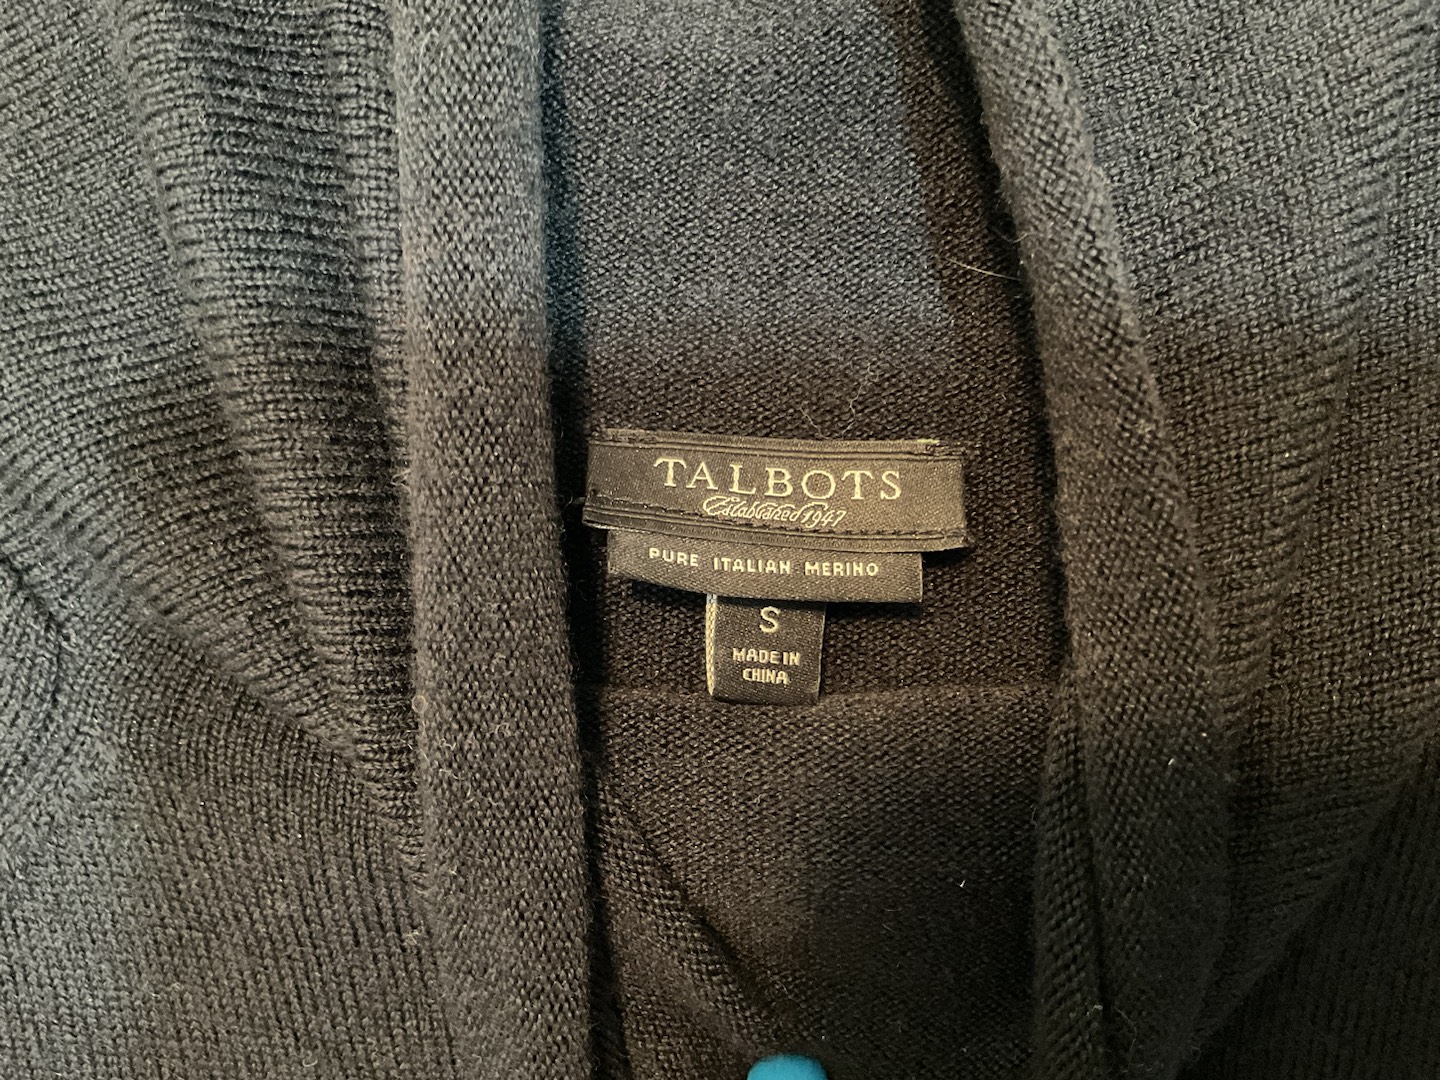 TALBOTS
Established 1947
PURE ITALIAN MERINO
S
MADE IN
CHINA